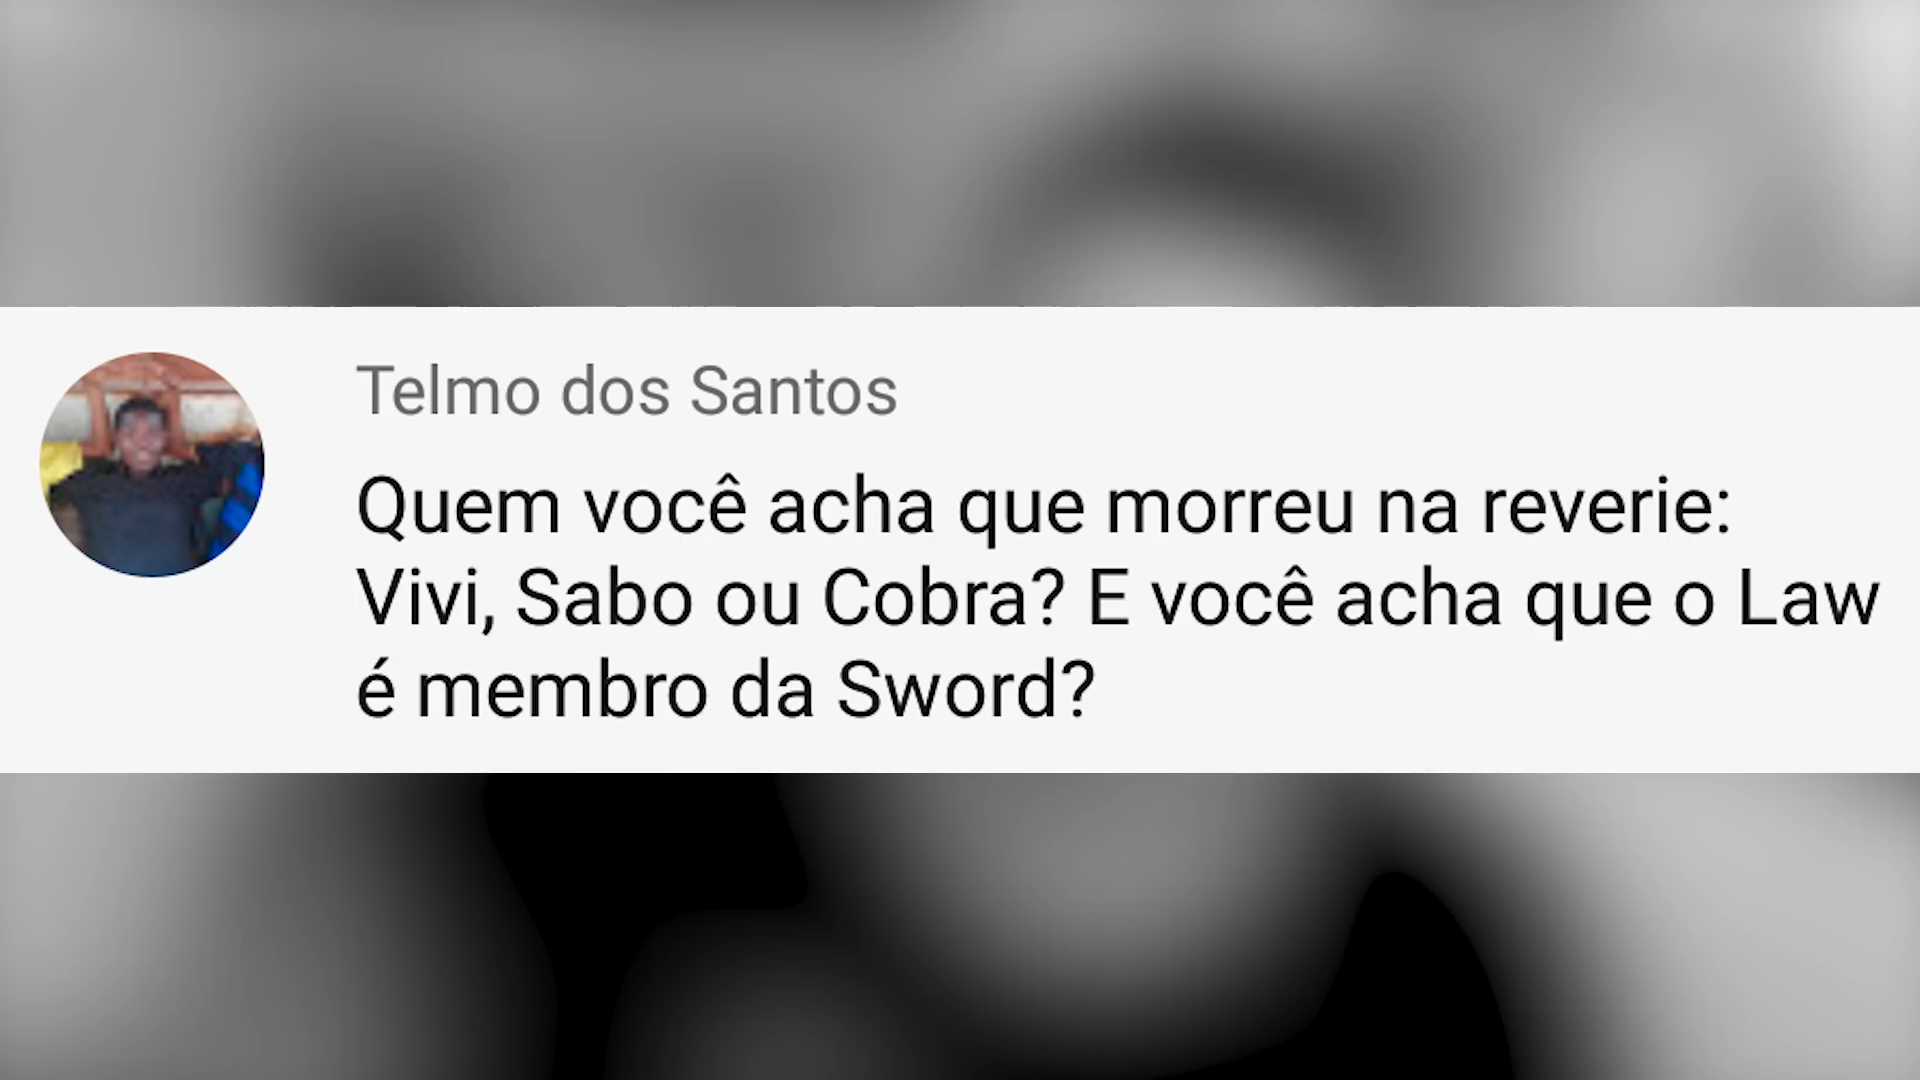 Telmo dos Santos
Quem você acha que morreu na reverie:
Vivi, Sabo ou Cobra? E você acha que o Law
é membro da Sword?